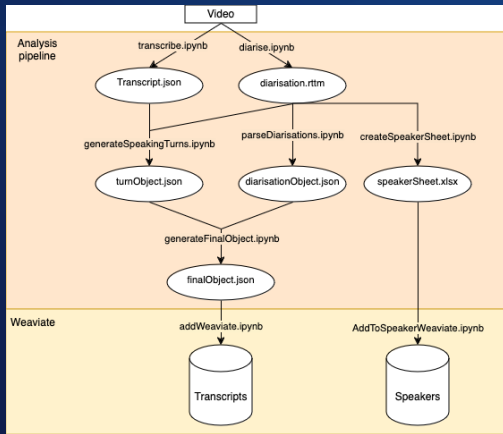 Video
Analysis
pipeline
transcribe.ipynb
diarise.ipynb
Transcript.json
diarisation.rttm
generateSpeakingTurns.ipynb
parseDiarisations.ipynb
createSpeakerSheet.ipynb
turnObject.json
diarisationObject.json
speakerSheet.xlsx
generateFinalObject.ipynb
finalObject.json
Weaviate
addWeaviate.ipynb
AddToSpeakerWeaviate.ipynb
Transcripts
Speakers